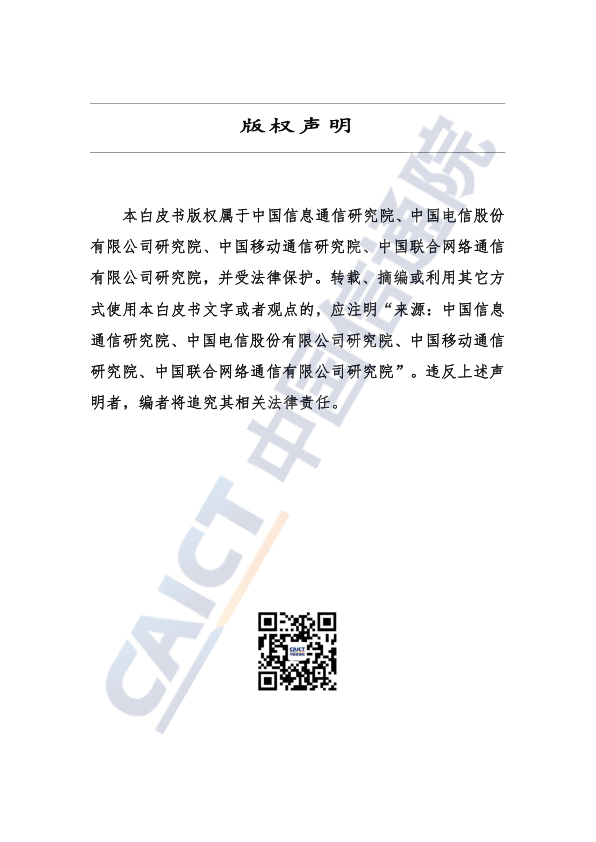 版权声明
本白皮书版权属于中国信息通信研究院、中国电信股份
有限公司研究院、中国移动通信研究院、中国联合网络通信
有限公司研究院，并受法律保护。转载、摘编或利用其它方
式使用本白皮书文字或者观点的，应注明“来源：中国信息
通信研究院、中国电信股份有限公司研究院、中国移动通信
研究院、中国联合网络通信有限公司研究院”。违反上述声
明者，编者将追究其相关法律责任。
CAICT 中国信通院
CAICT
中国信通院